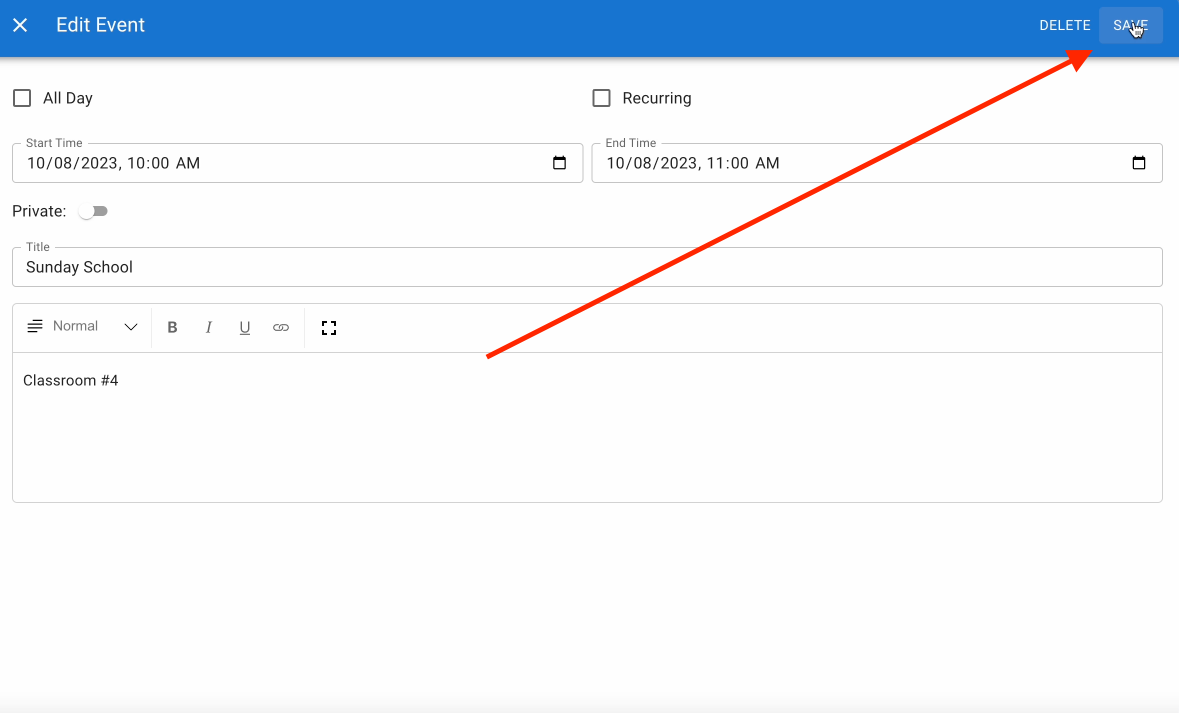 Edit Event DELETE SAVE
All Day Recurring
Start Time End Time
10/08/2023, 10:00 AM 10/08/2023, 11:00 AM
Private:
Title
Sunday School
Normal B I U
Classroom #4